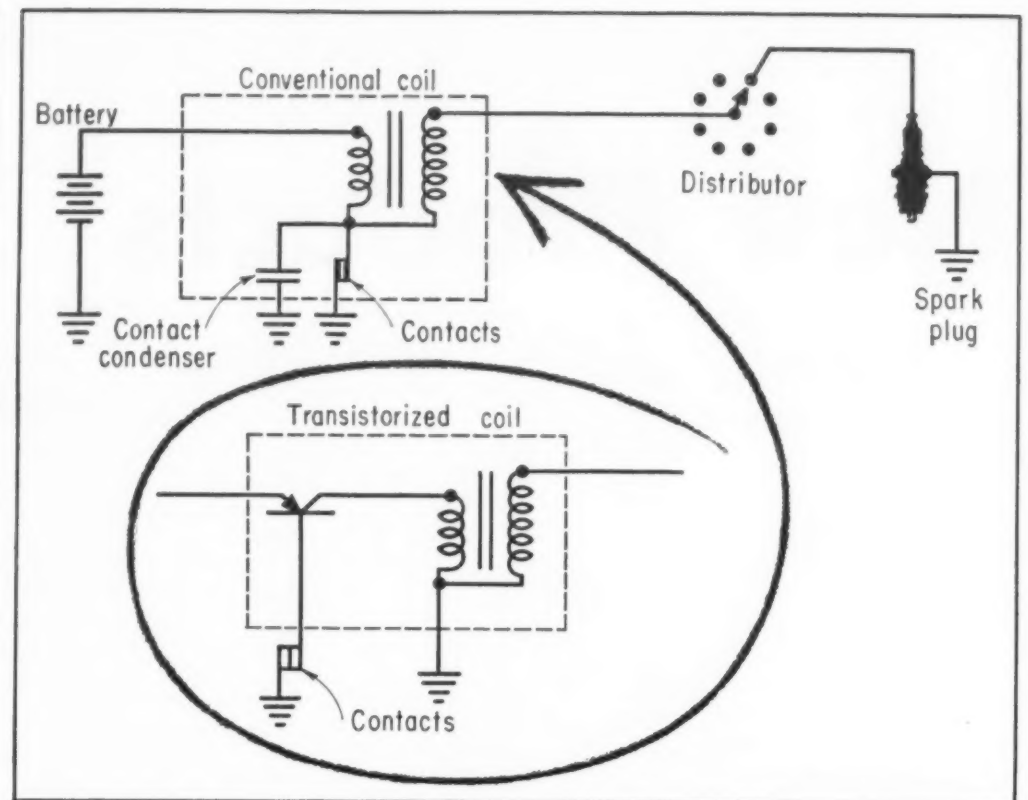 Conventional coil
Battery
Distributor
Contact
condenser
Contacts
Spark
plug
Transistorized coil
Contacts